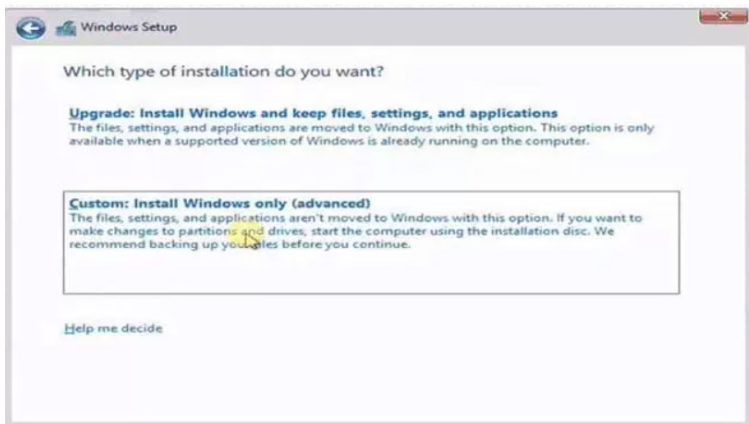 Windows Setup
Which type of installation do you want?
Upgrade: Install Windows and keep files, settings, and applications
The files, settings, and applications are moved to Windows with this option. This option is only
available when a supported version of Windows is already running on the computer.
Custom: Install Windows only (advanced)
The files, settings, and applications aren't moved to Windows with this option. If you want to
make changes to partitions and drives, start the computer using the installation disc. We
recommend backing up your files before you continue.
Help me decide